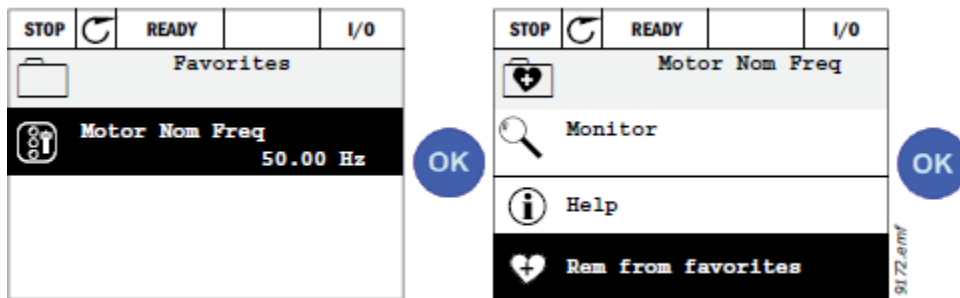 STOP READY I/O
Favorites
Motor Nom Freq
50.00 Hz
OK
STOP READY I/O
Motor Nom Freq
Monitor
Help
Rem from favorites
OK
9172.emf